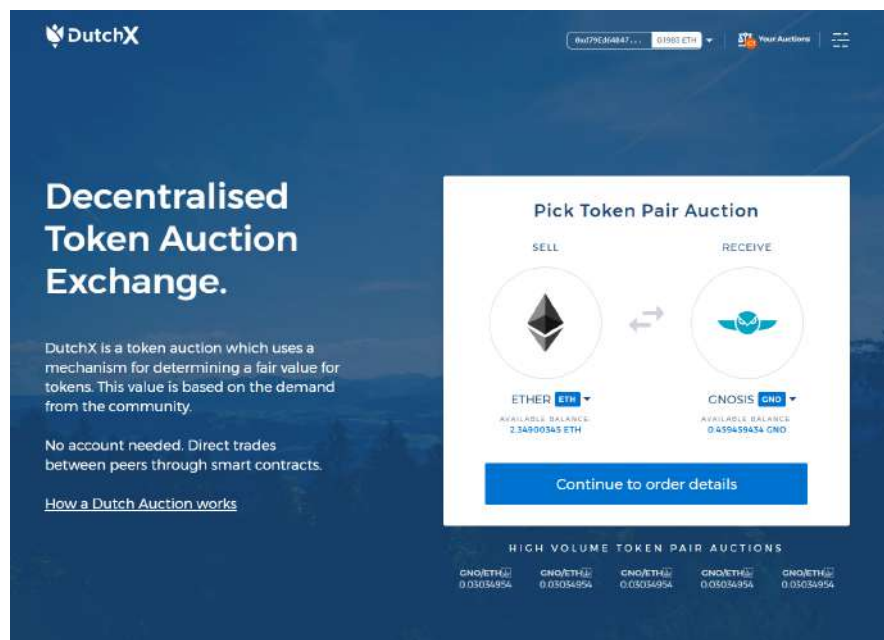 DutchX
0.1983 ETH
Your Auctions
Decentralised
Token Auction
Exchange.
DutchX is a token auction which uses a
mechanism for determining a fair value for
tokens. This value is based on the demand
from the community.
No account needed. Direct trades
between peers through smart contracts.
How a Dutch Auction works
Pick Token Pair Auction
SELL
RECEIVE
ETHER ETH
GNOSIS GNO
AVAILABLE BALANCE
AVAILABLE BALANCE
2.34900345 ETH
0.459459434 GNO
Continue to order details
HIGH VOLUME TOKEN PAIR AUCTIONS
GNO/ETH GNO/ETH GNO/ETH GNO/ETH GNO/ETH
0.03034954 0.03034954 0.03034954 0.03034954 0.03034954